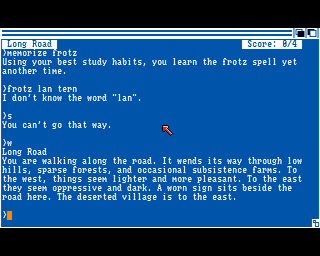 Long Road Score: 0/4
>memorize frotz
Using your best study habits, you learn the frotz spell yet
another time.
>frotz lan tern
I don't know the word "lan".
>s
You can't go that way.
>w
Long Road
You are walking along the road. It wends its way through low
hills, sparse forests, and occasional subsistence farms. To
the west, things seem lighter and more pleasant. To the east
they seem oppressive and dark. A worn sign sits beside the
road here. The deserted village is to the east.
>